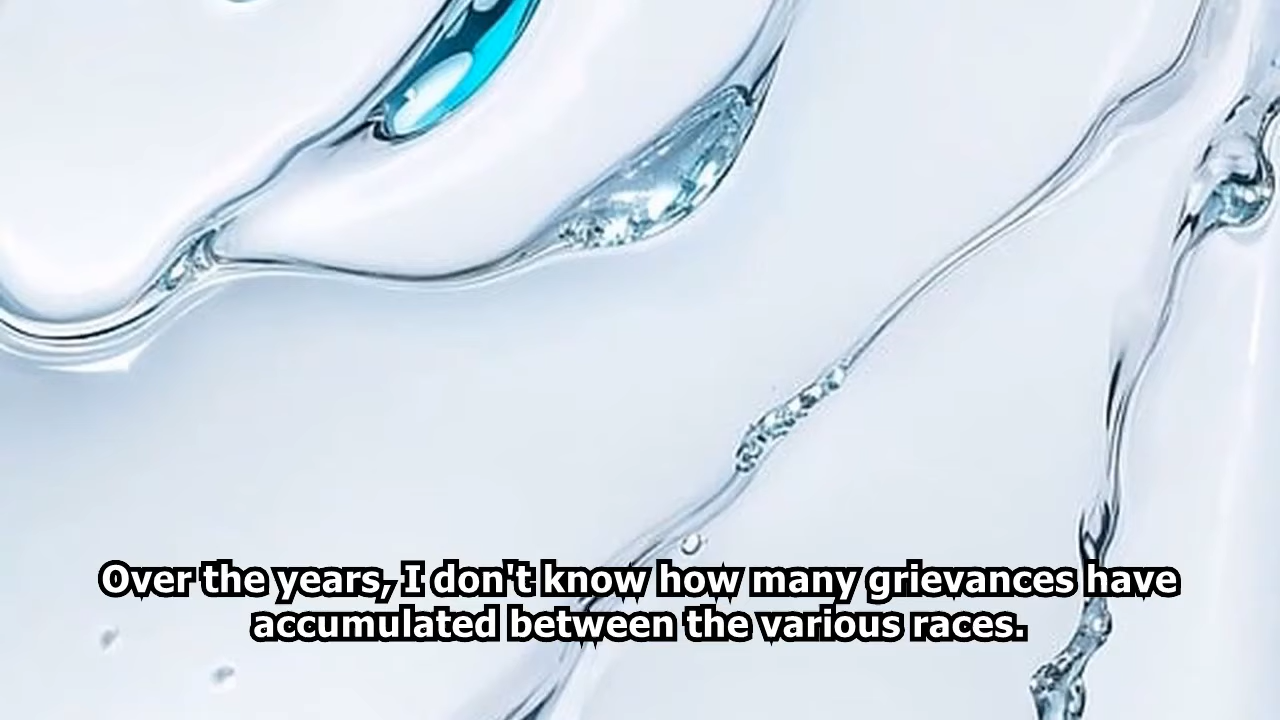 Over the years, I don't know how many grievances have
accumulated between the various races.